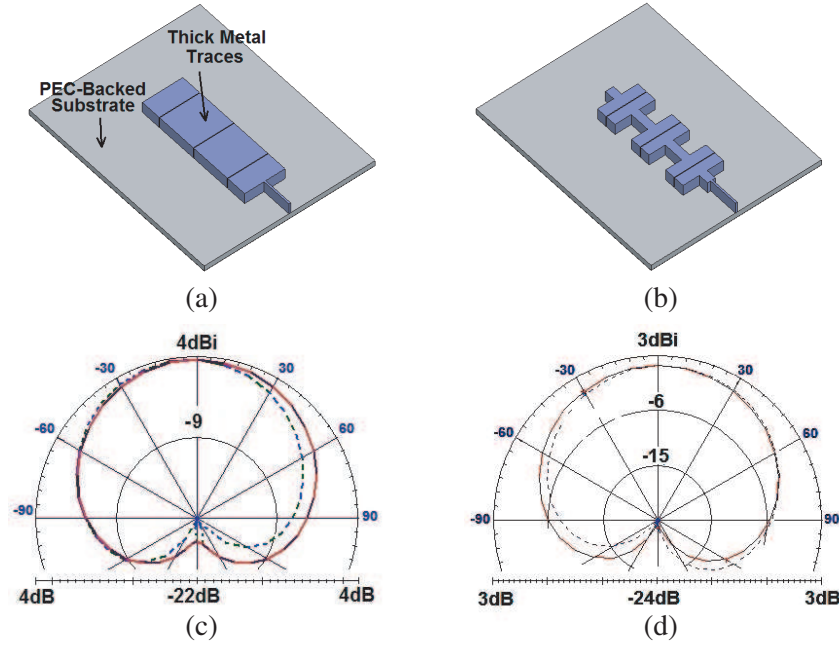 Thick Metal
Traces
PEC-Backed
Substrate
(a)
(b)
4dBi
-30
30
-9
-60
60
-90
90
4dB
-22dB
4dB
(c)
3dBi
-30
30
-6
-60
60
-15
-90
90
3dB
-24dB
3dB
(d)